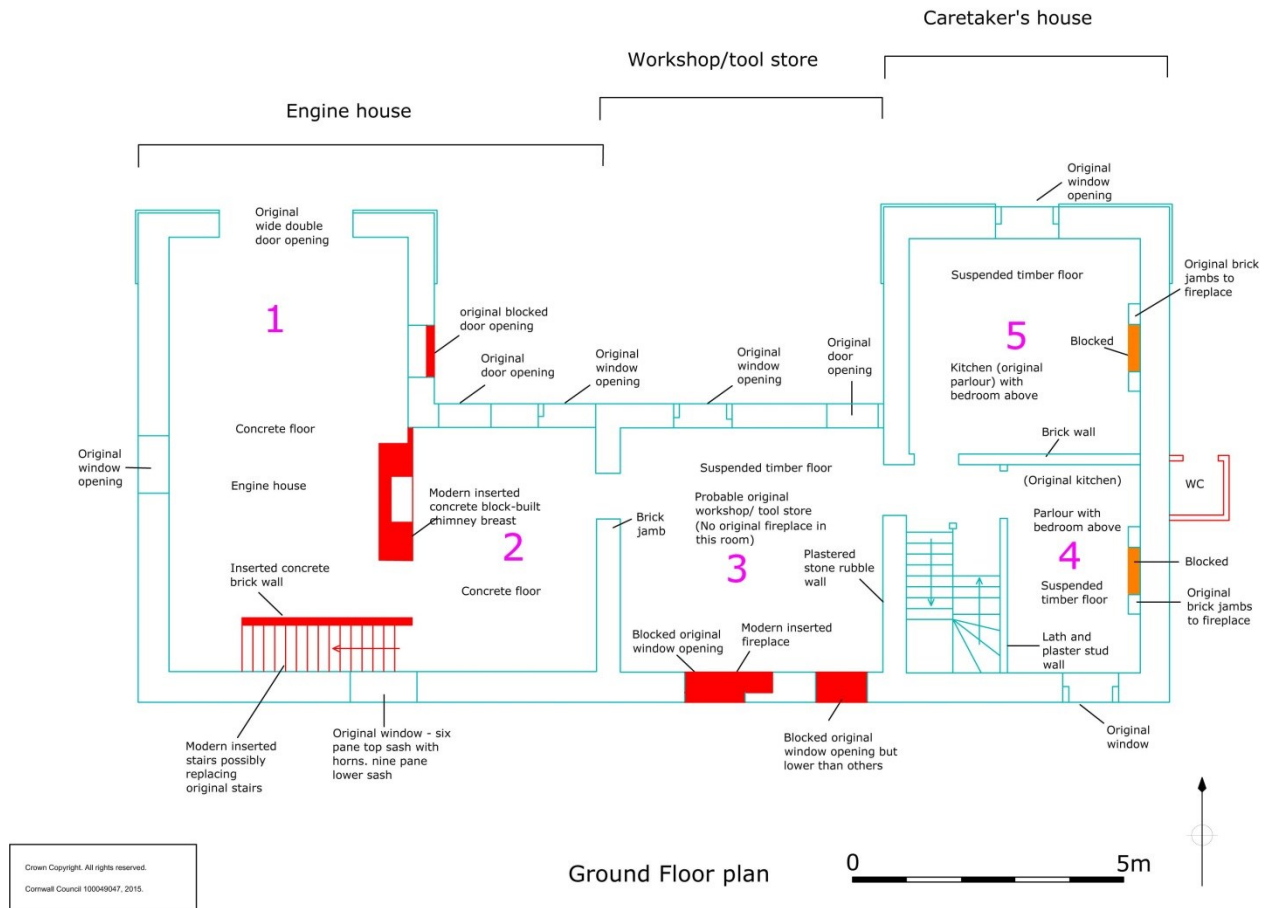 Caretaker's house
Workshop/tool store
Engine house
Original
window
opening
Original
wide double
door opening
Suspended timber floor
Original brick
jambs to
fireplace
1
original blocked
door opening
5
Blocked
Original
door opening
Original
window
opening
Original
window
opening
Original
door
opening
Kitchen (original
parlour) with
bedroom above
Concrete floor
Brick wall
Original
window
opening
Engine house
Modern inserted
concrete block-built
chimney breast
Suspended timber floor
Probable original
workshop/ tool store
(No original fireplace in
this room)
(Original kitchen)
Parlour with
bedroom above
WC
2
Brick
jamb
3
Plastered
stone rubble
wall
4
Blocked
Inserted concrete
brick wall
Concrete floor
Suspended
timber floor
Original
brick jambs
to fireplace
Blocked original
window opening
Modern inserted
fireplace
Lath and
plaster stud
wall
Modern inserted
stairs possibly
replacing
original stairs
Original window - six
pane top sash with
horns. nine pane
lower sash
Blocked original
window opening but
lower than others
Original
window
Crown Copyright. All rights reserved.
Cornwall Council 100049047, 2015.
Ground Floor plan
0
5m